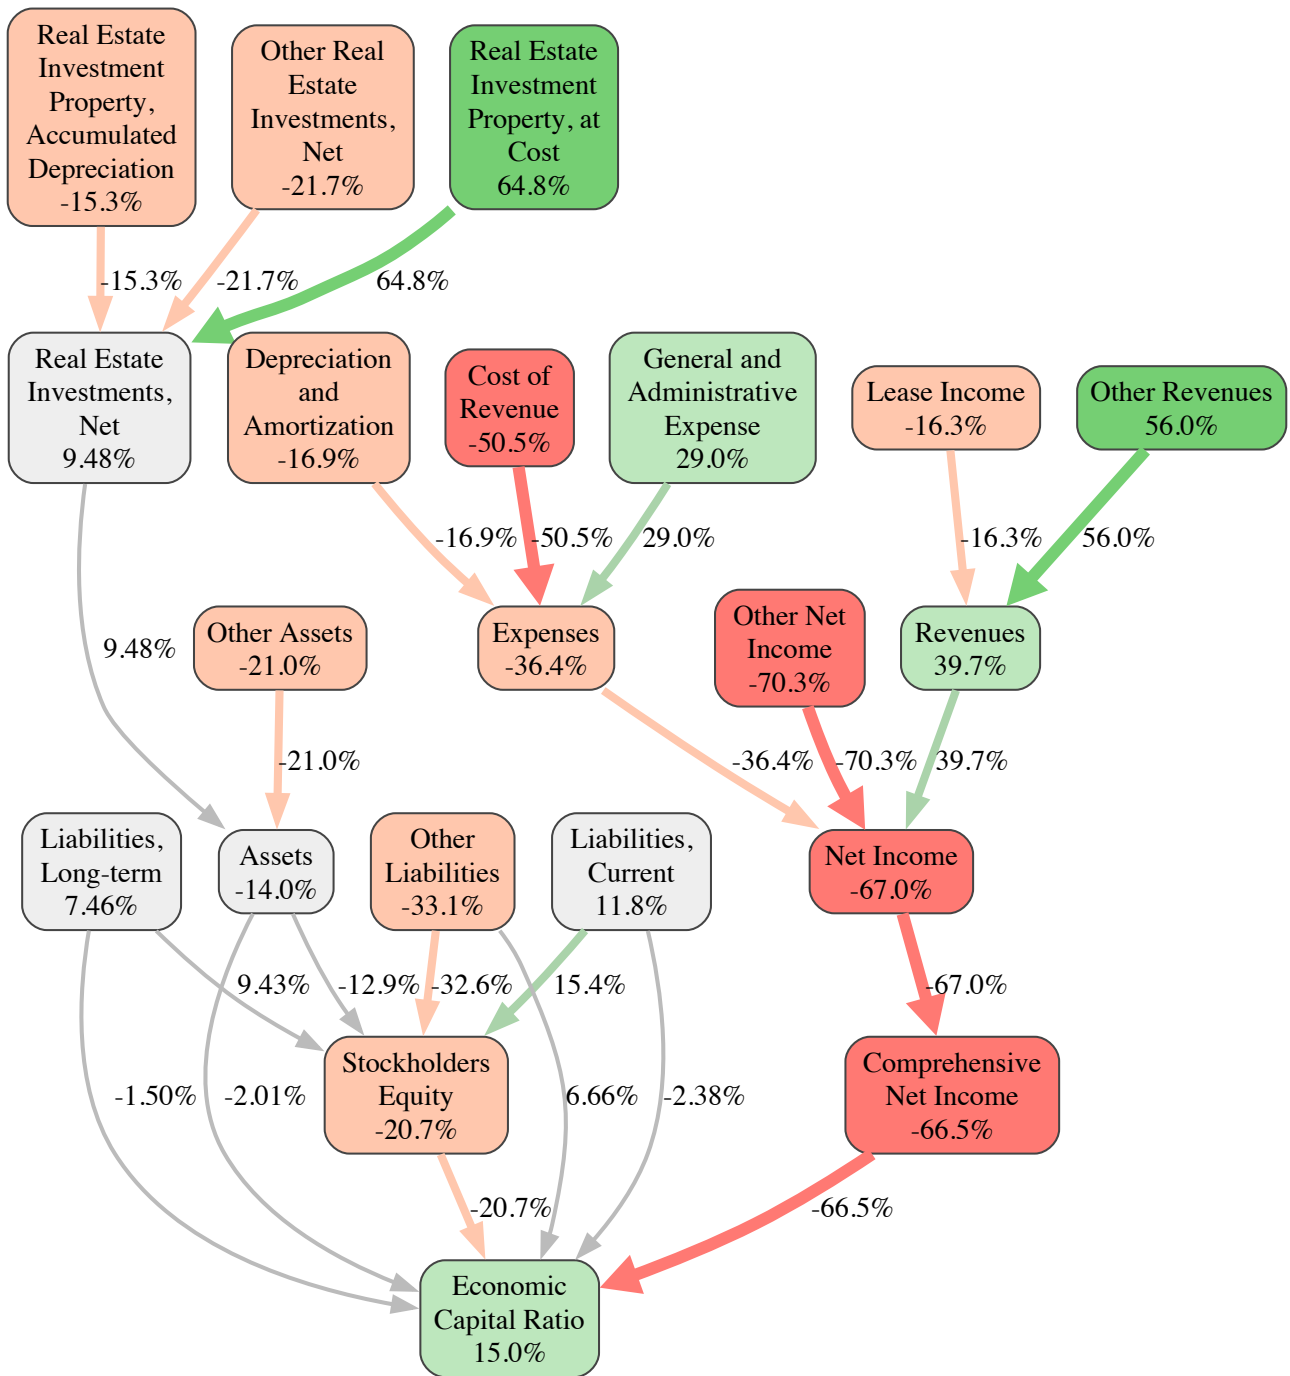 Real Estate
Investment
Property,
Accumulated
Depreciation
-15.3%
Other Real
Estate
Investments,
Net
-21.7%
Real Estate
Investment
Property, at
Cost
64.8%
-15.3%
-21.7%
64.8%
Real Estate
Investments,
Net
9.48%
Depreciation
and
Amortization
-16.9%
Cost of
Revenue
-50.5%
General and
Administrative
Expense
29.0%
Lease Income
-16.3%
Other Revenues
56.0%
-16.9%
-50.5%
29.0%
-16.3%
56.0%
9.48%
Other Assets
-21.0%
Expenses
-36.4%
Other Net
Income
-70.3%
Revenues
39.7%
-21.0%
-36.4%
-70.3%
39.7%
Liabilities,
Long-term
7.46%
Assets
-14.0%
Other
Liabilities
-33.1%
Liabilities,
Current
11.8%
Net Income
-67.0%
9.43%
-12.9%
-32.6%
15.4%
-67.0%
-1.50%
-2.01%
Stockholders
Equity
-20.7%
6.66%
-2.38%
Comprehensive
Net Income
-66.5%
-20.7%
-66.5%
Economic
Capital Ratio
15.0%